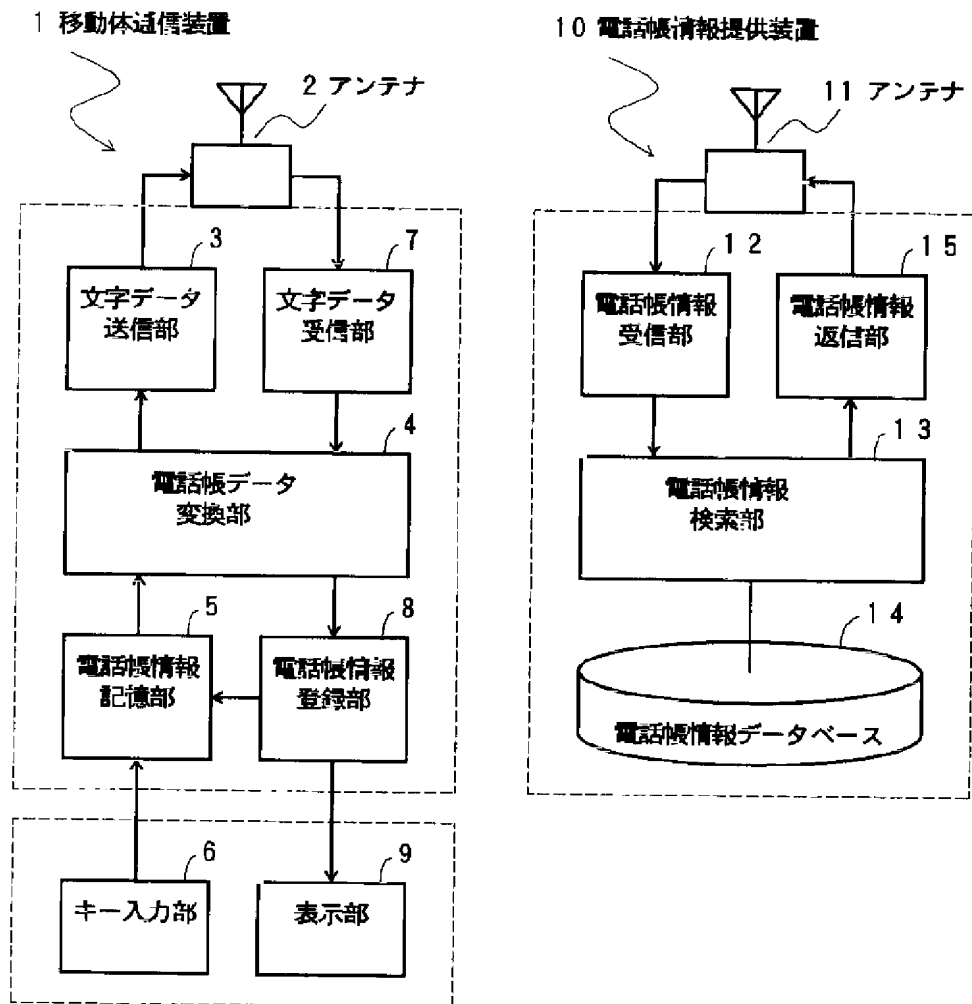 1 移動体通信装置
2 アンテナ
3
文字データ
送信部
7
文字データ
受信部
4
電話帳データ
変換部
5
電話帳情報
記憶部
8
電話帳情報
登録部
6
キー入力部
9
表示部
10 電話帳情報提供装置
11 アンテナ
12
電話帳情報
受信部
15
電話帳情報
返信部
13
電話帳情報
検索部
14
電話帳情報データベース